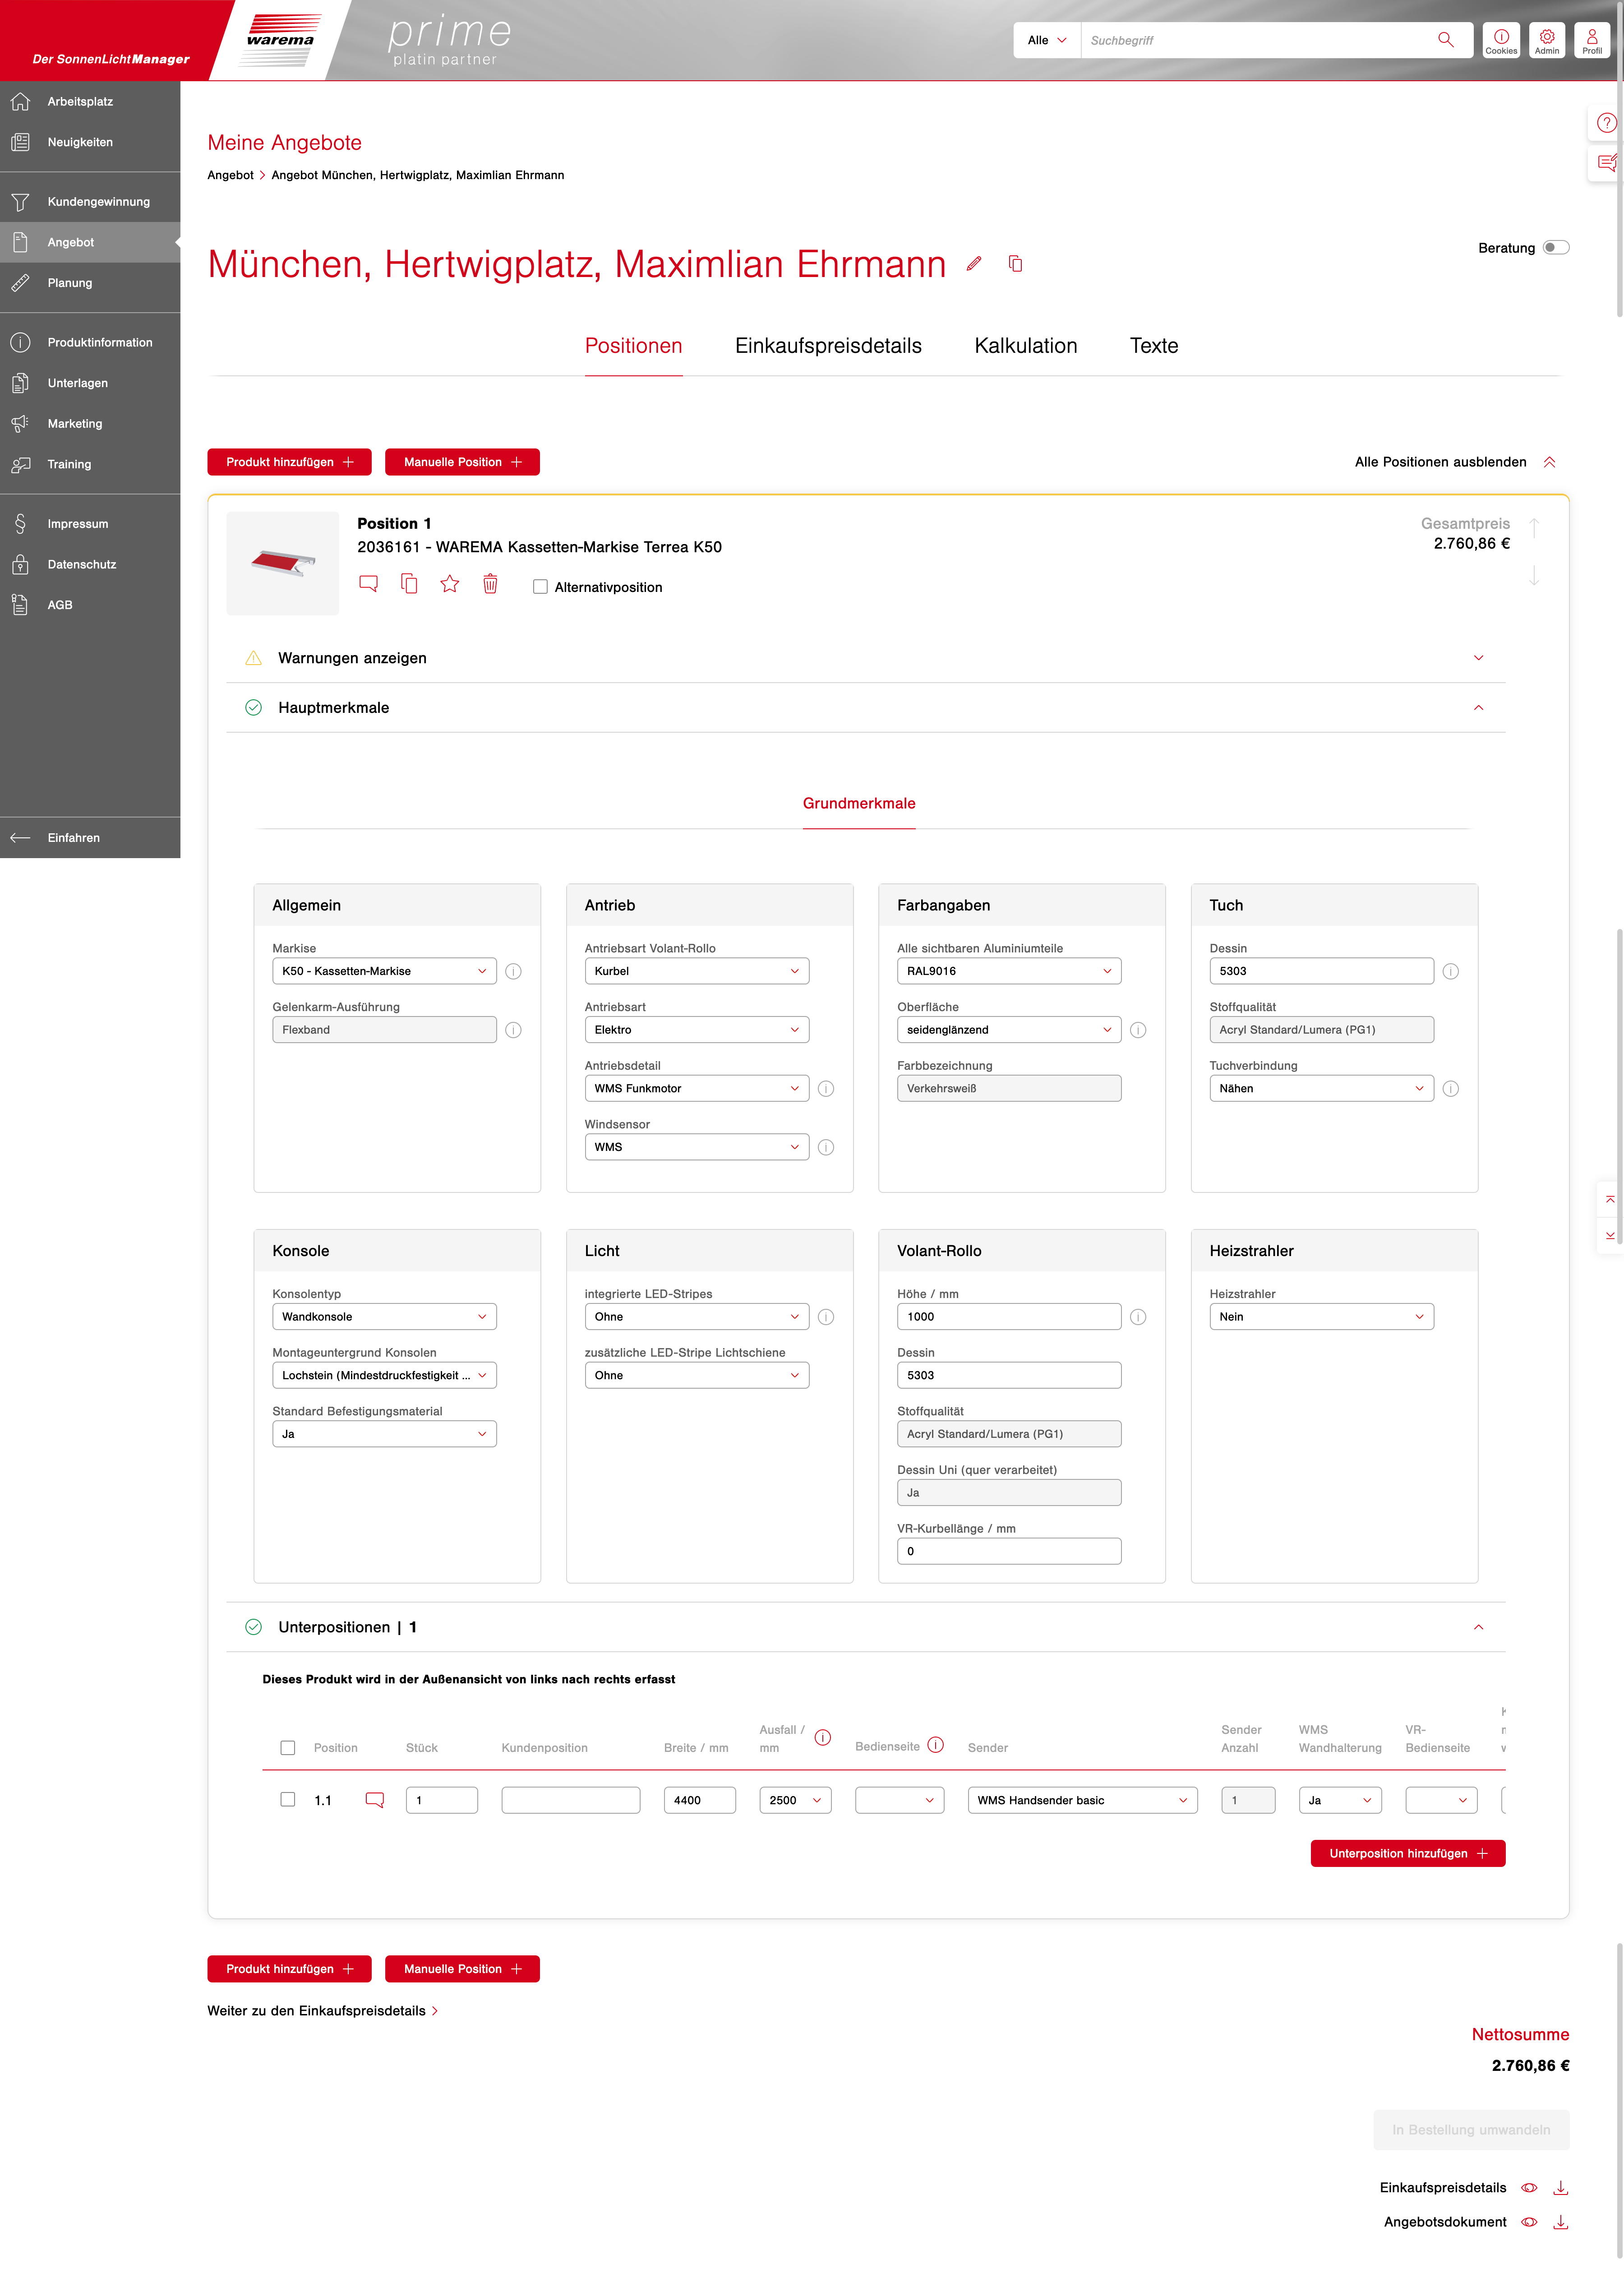 Der SonnenLichtManager
warema
prime
platin partner
Alle
Suchbegriff
Cookies
Admin
Profil
Arbeitsplatz
Neuigkeiten
Kundengewinnung
Angebot
Planung
Produktinformation
Unterlagen
Marketing
Training
Impressum
Datenschutz
AGB
Einfahren
Meine Angebote
Angebot > Angebot München, Hertwigplatz, Maximlian Ehrmann
München, Hertwigplatz, Maximlian Ehrmann
Beratung
Positionen Einkaufspreisdetails Kalkulation Texte
Produkt hinzufügen + Manuelle Position + Alle Positionen ausblenden
Position 1
2036161 - WAREMA Kassetten-Markise Terrea K50
Alternativposition
Gesamtpreis
2.760,86 €
Warnungen anzeigen
Hauptmerkmale
Grundmerkmale
Allgemein
Markise
K50 - Kassetten-Markise
Gelenkarm-Ausführung
Flexband
Antrieb
Antriebsart Volant-Rollo
Kurbel
Antriebsart
Elektro
Antriebsdetail
WMS Funkmotor
Windsensor
WMS
Farbangaben
Alle sichtbaren Aluminiumteile
RAL9016
Oberfläche
seidenglänzend
Farbbezeichnung
Verkehrsweiß
Tuch
Dessin
5303
Stoffqualität
Acryl Standard/Lumera (PG1)
Tuchverbindung
Nähen
Konsole
Konsolentyp
Wandkonsole
Montageuntergrund Konsolen
Lochstein (Mindestdruckfestigkeit ...
Standard Befestigungsmaterial
Ja
Licht
integrierte LED-Stripes
Ohne
zusätzliche LED-Stripe Lichtschiene
Ohne
Volant-Rollo
Höhe / mm
1000
Dessin
5303
Stoffqualität
Acryl Standard/Lumera (PG1)
Dessin Uni (quer verarbeitet)
Ja
VR-Kurbellänge / mm
0
Heizstrahler
Heizstrahler
Nein
Unterpositionen | 1
Dieses Produkt wird in der Außenansicht von links nach rechts erfasst
Position Stück Kundenposition Breite / mm Ausfall / mm Bedienseite Sender Sender Anzahl WMS Wandhalterung VR-Bedienseite
1.1 1 4400 2500 WMS Handsender basic 1 Ja
Unterposition hinzufügen +
Produkt hinzufügen + Manuelle Position +
Weiter zu den Einkaufspreisdetails >
Nettosumme
2.760,86 €
In Bestellung umwandeln
Einkaufspreisdetails
Angebotsdokument